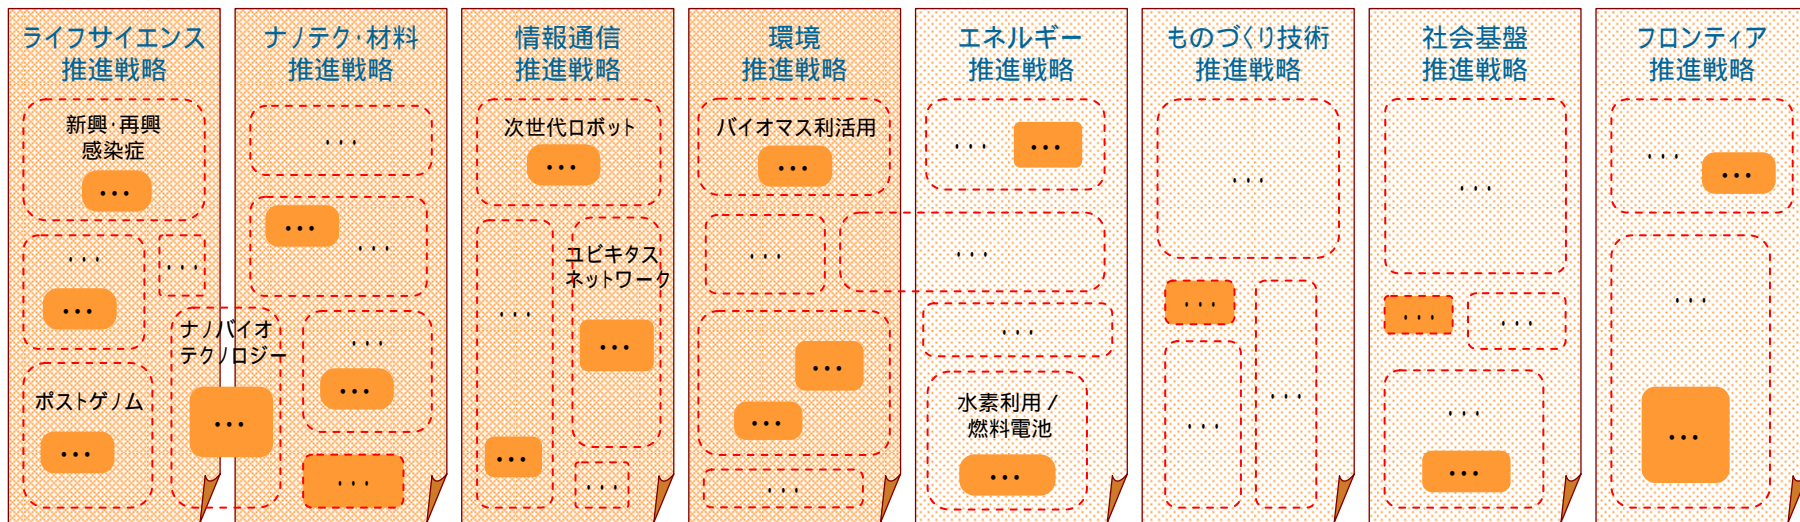 ライフサイエンス
推進戦略
新興・再興
感染症
・・・
・・・
・・・
・・・
ポストゲノム
・・・
ナノバイオ
テクノロジー
・・・
ナノテク・材料
推進戦略
・・・
・・・
・・・
・・・
・・・
・・・
情報通信
推進戦略
次世代ロボット
・・・
・・・
・・・
ユビキタス
ネットワーク
・・・
・・・
環境
推進戦略
バイオマス利活用
・・・
・・・
・・・
・・・
・・・
エネルギー
推進戦略
・・・ ・・・
・・・
・・・
水素利用/
燃料電池
・・・
ものづくり技術
推進戦略
・・・
・・・
・・・
・・・
社会基盤
推進戦略
・・・
・・・ ・・・
・・・
・・・
フロンティア
推進戦略
・・・
・・・
・・・
・・・